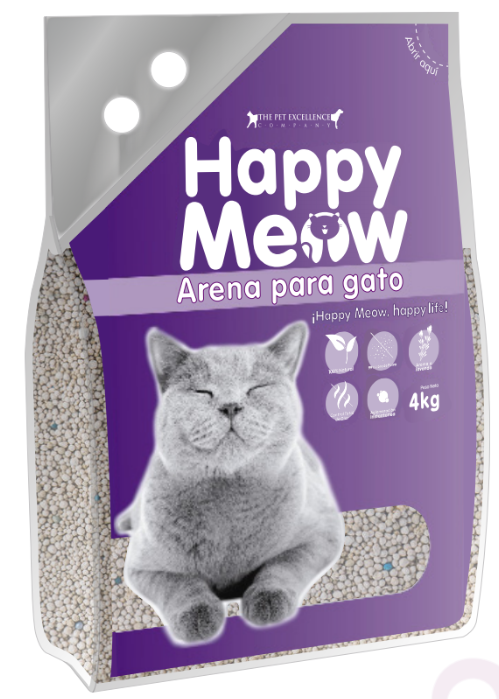 Abrir aquí
THE PET EXCELLENCE
COMPANY
Happy
Meow
Arena para gato
¡Happy Meow, happy life!
4kg